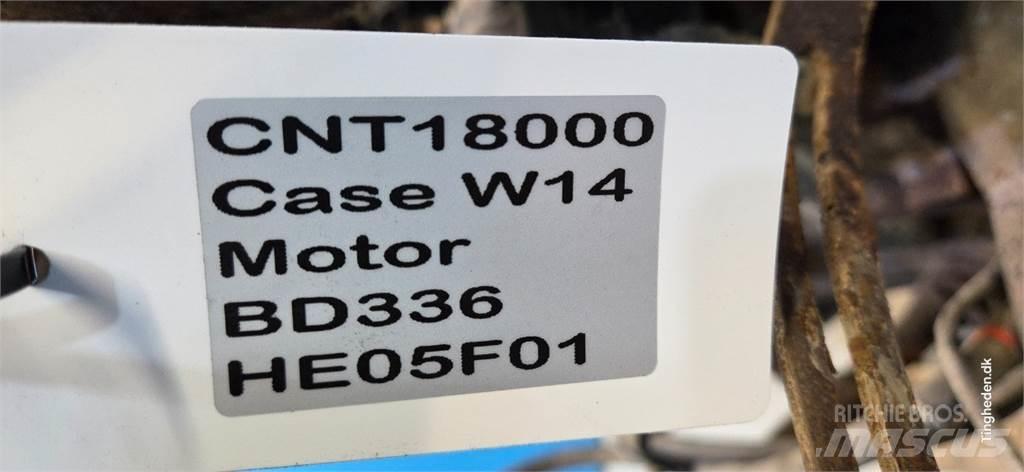 CNT18000
Case W14
Motor
BD336
HE05F01
Tingheden.dk
RITCHIE BROS.
MASCUS